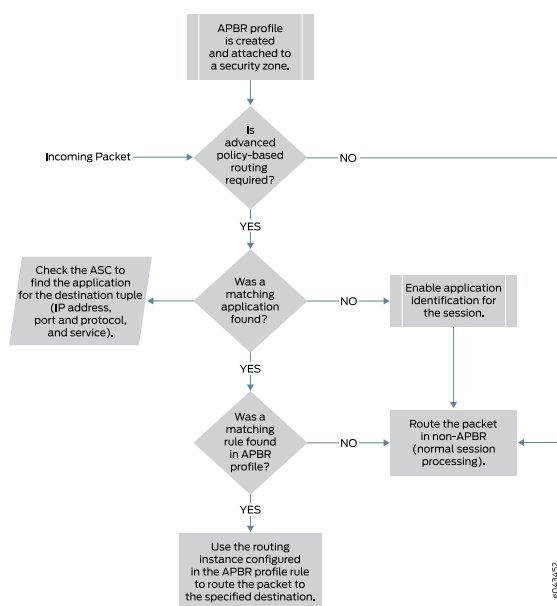 APBR profile
is created
and attached to
a security zone.
Incoming Packet
Is
advanced
policy-based
routing
required?
NO
YES
Check the ASC to
find the application
for the destination tuple
(IP address,
port and protocol,
and service).
Was a
matching
application
found?
NO
Enable application
identification for
the session.
YES
Was a
matching
rule found
in APBR
profile?
NO
Route the packet
in non-APBR
(normal session
processing).
YES
Use the routing
instance configured
in the APBR profile rule
to route the packet to
the specified destination.
g043452